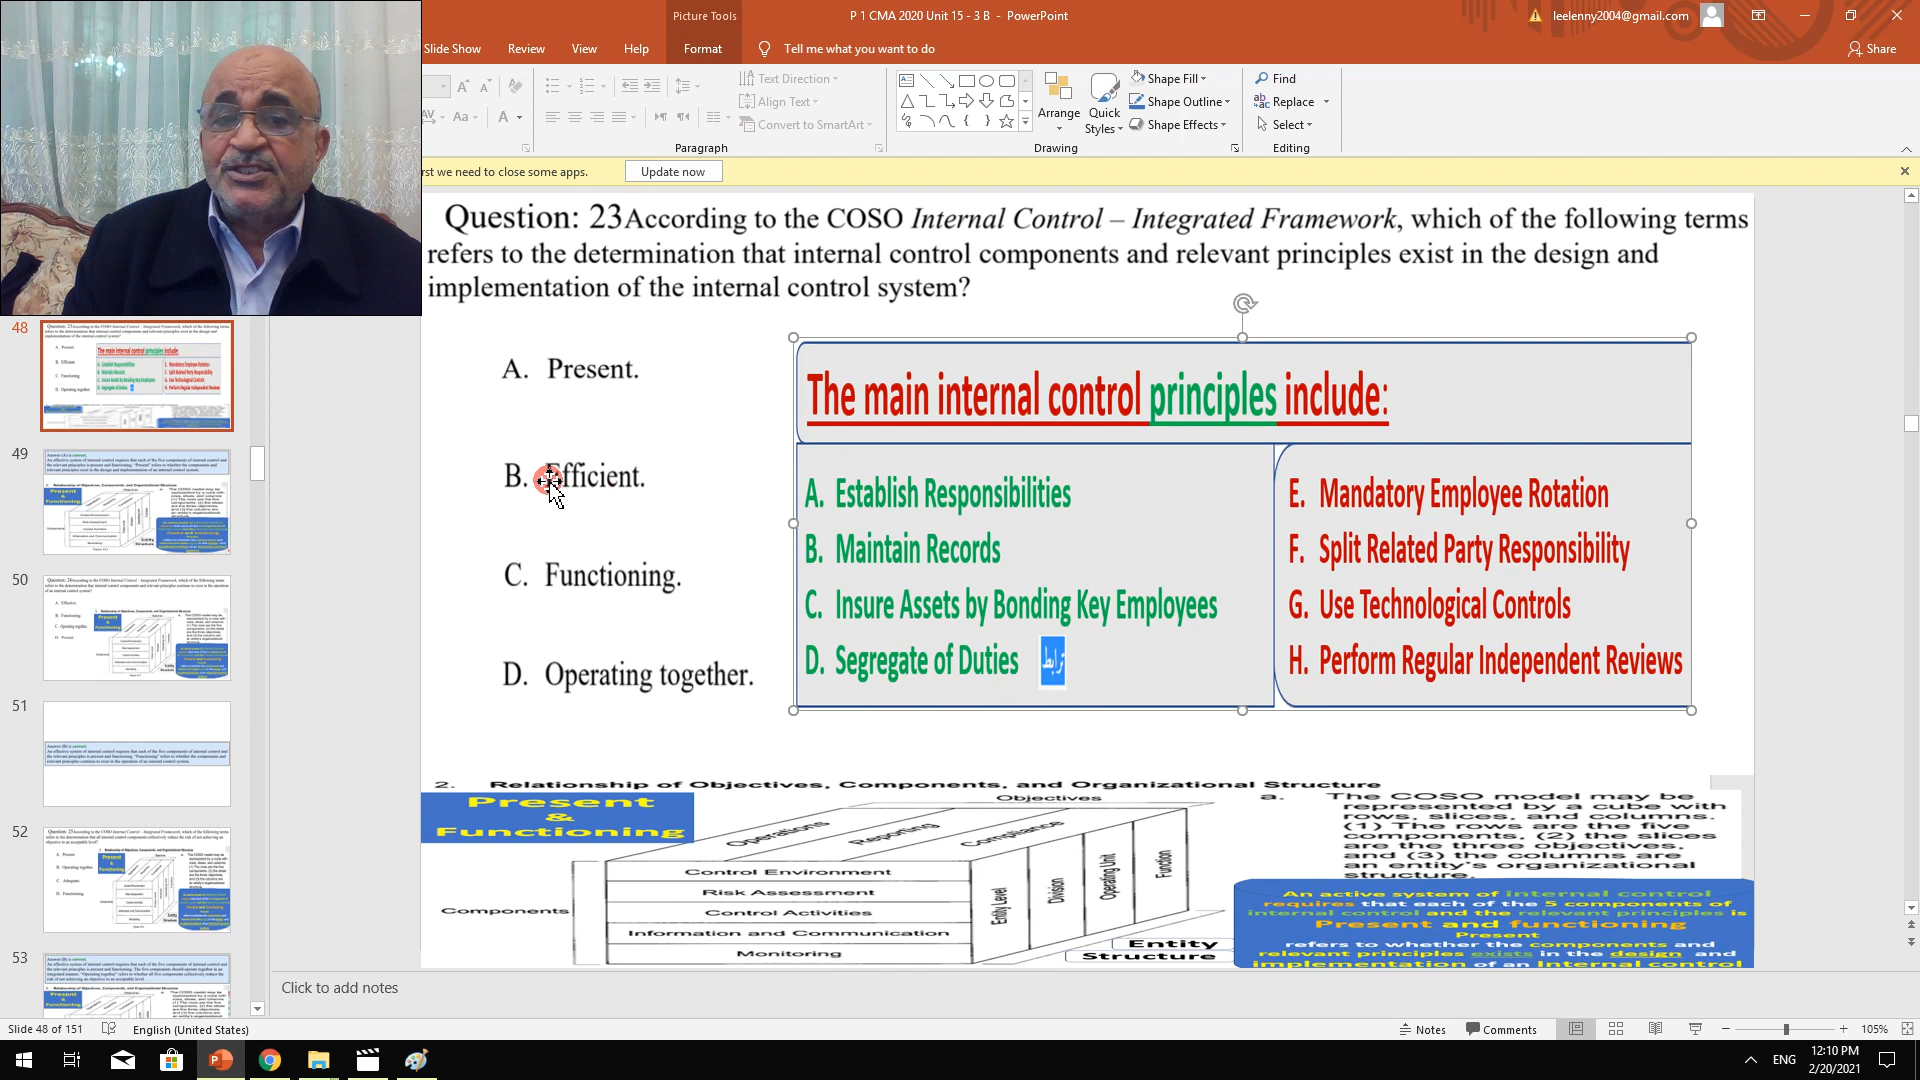 Picture Tools
P 1 CMA 2020 Unit 15 - 3 B - PowerPoint
leelenny2004@gmail.com
Slide Show
Review
View
Help
Format
Tell me what you want to do
Share
Text Direction
Align Text
Convert to SmartArt
Paragraph
Arrange
Quick Styles
Shape Fill
Shape Outline
Shape Effects
Drawing
Find
Replace
Select
Editing
rst we need to close some apps.
Update now
Question: 23According to the COSO Internal Control – Integrated Framework, which of the following terms
refers to the determination that internal control components and relevant principles exist in the design and
implementation of the internal control system?
A. Present.
B. Efficient.
C. Functioning.
D. Operating together.
The main internal control principles include:
A. Establish Responsibilities
B. Maintain Records
C. Insure Assets by Bonding Key Employees
D. Segregate of Duties ترابط
E. Mandatory Employee Rotation
F. Split Related Party Responsibility
G. Use Technological Controls
H. Perform Regular Independent Reviews
2. Relationship of Objectives, Components, and Organizational Structure
Present
&
Functioning
Objectives
Operations
Reporting
Compliance
Components
Control Environment
Risk Assessment
Control Activities
Information and Communication
Monitoring
Entity Level
Division
Operating Unit
Function
Entity
Structure
a. The COSO model may be
represented by a cube with
rows, slices, and columns.
(1) The rows are the five
components, (2) the slices
are the three objectives,
and (3) the columns are
an entity's organizational
structure.
An active system of internal control
requires that each of the 5 components of
internal control and the relevant principles is
Present and functioning
Present
refers to whether the components and
relevant principles exists in the design and
implementation of an Internal control
48
49
50
51
52
53
Click to add notes
Slide 48 of 151
English (United States)
Notes
Comments
105%
ENG
12:10 PM
2/20/2021